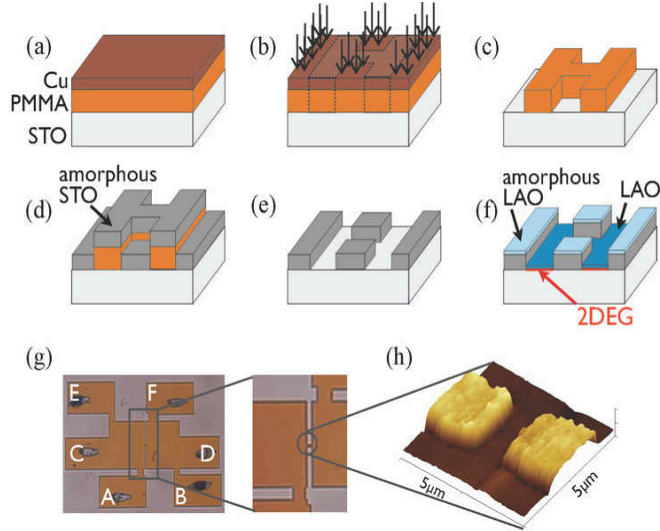 (a)
Cu
PMMA
STO
(b)
(c)
(d)
amorphous
STO
(e)
(f)
amorphous
LAO
LAO
2DEG
(g)
E
F
C
D
A
B
(h)
5µm
5µm